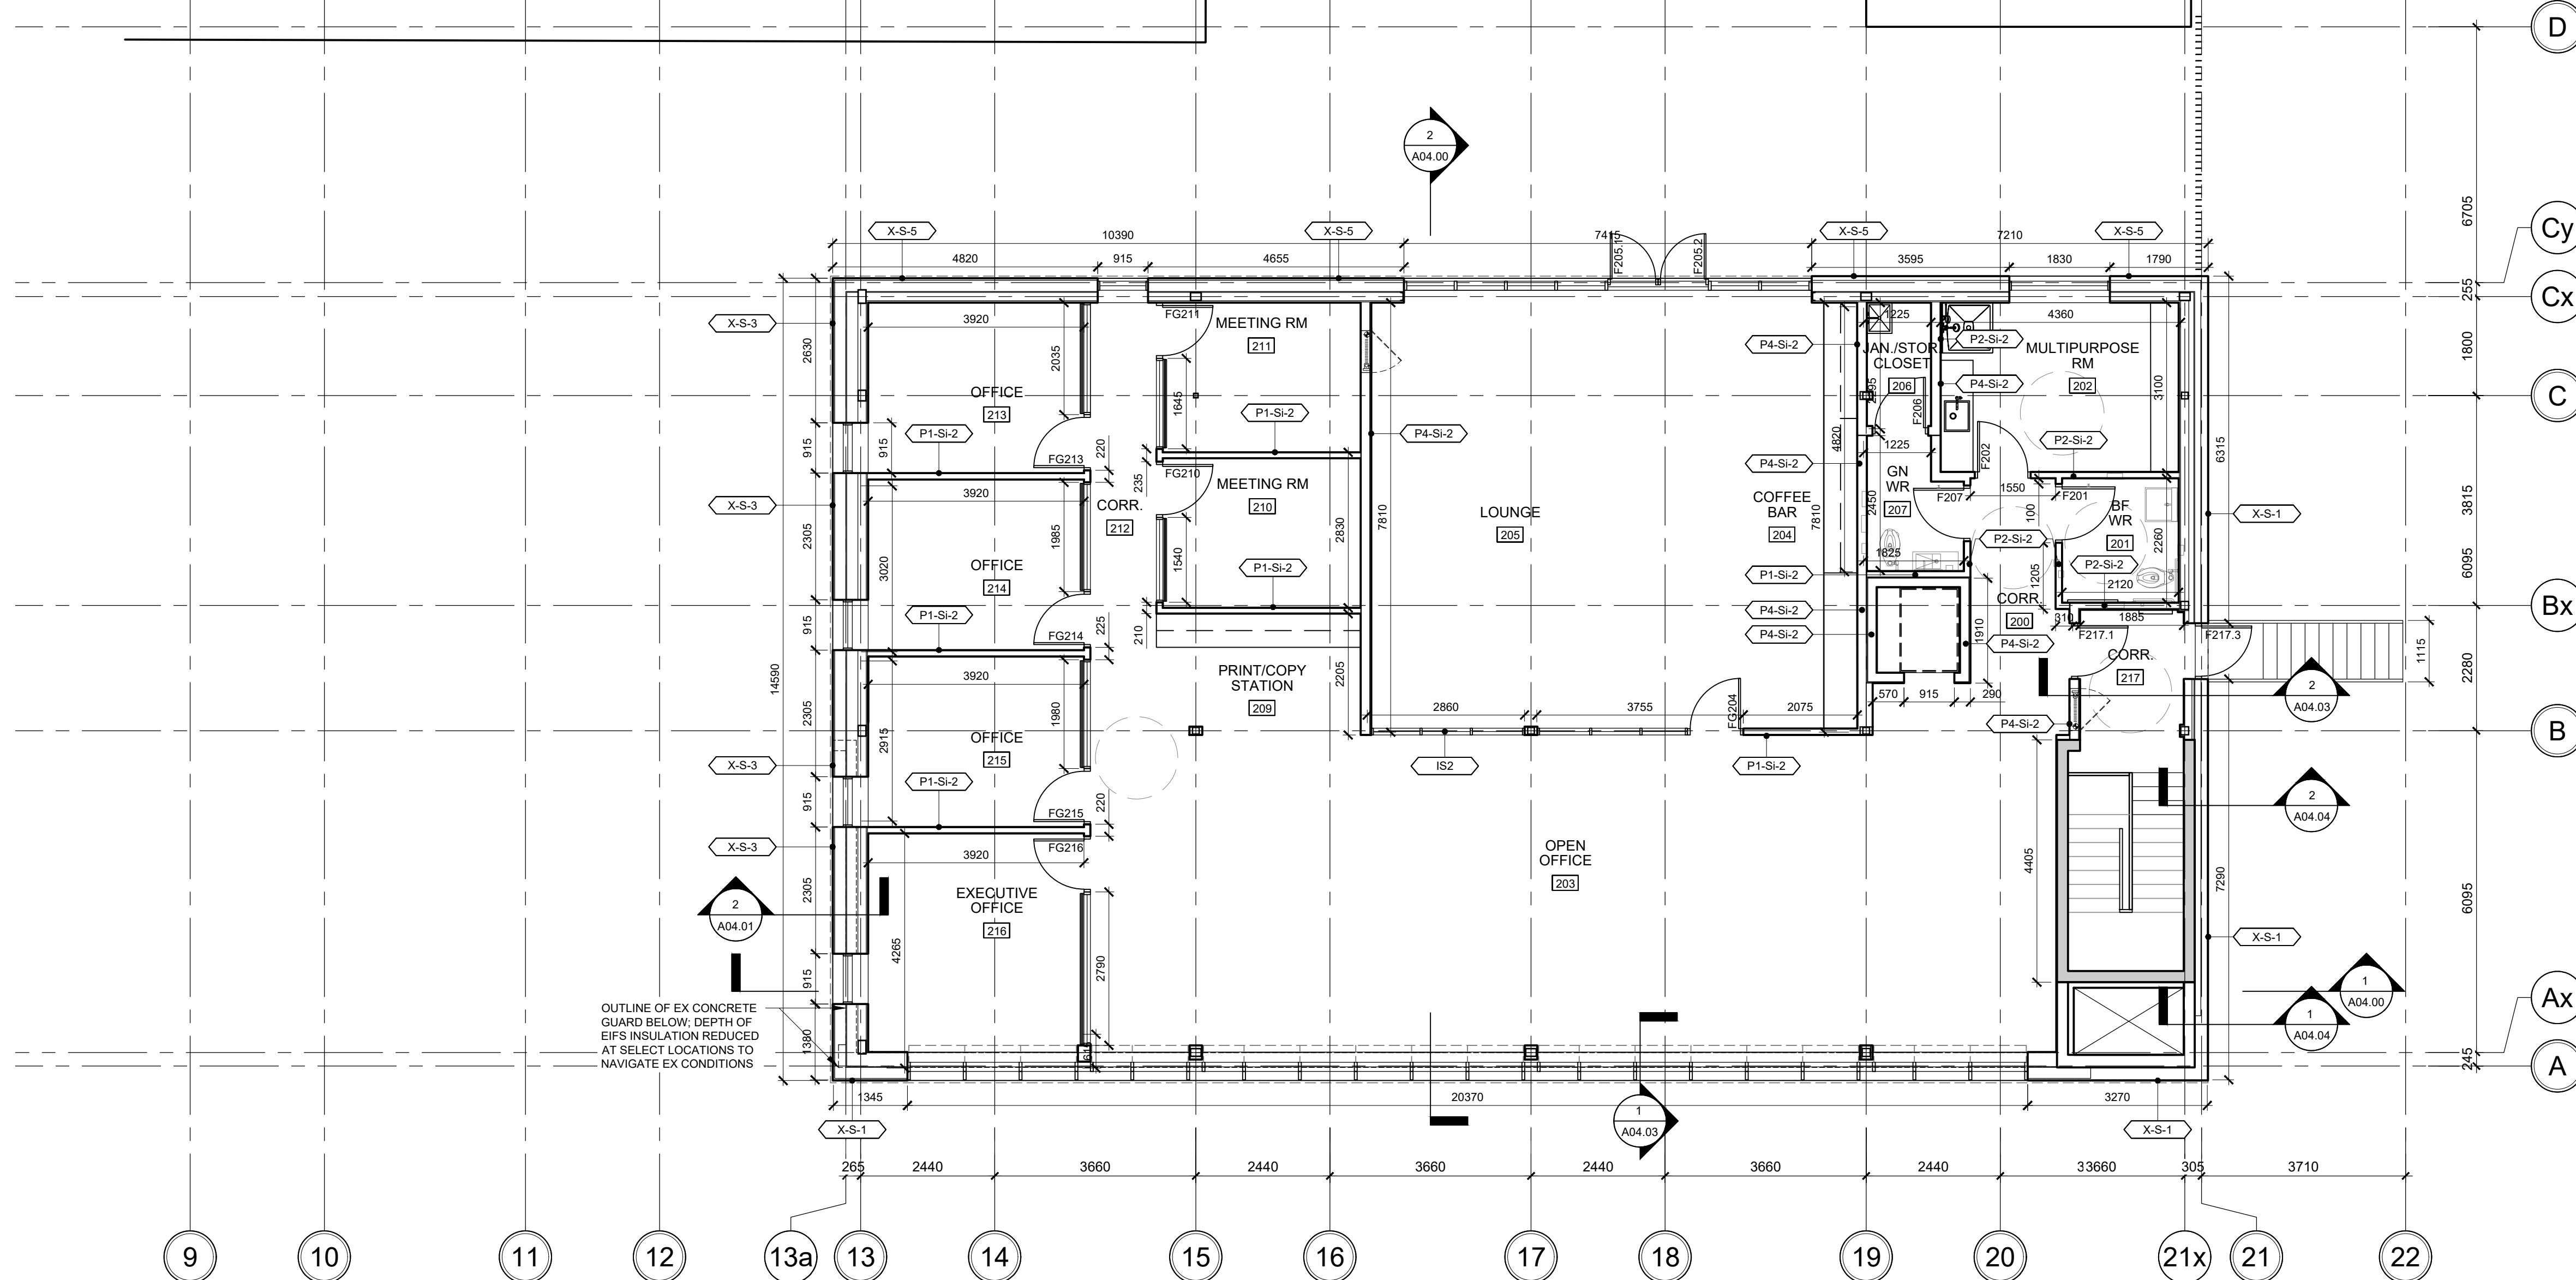 D
2
A04.00
6705
X-S-5
X-S-5
X-S-5
X-S-5
Cy
10390
7415
7210
4820
915
4655
F205.1
F205.2
3595
1830
1790
255
Cx
X-S-3
3920
FG211
MEETING RM
211
1225
4360
2630
2035
P4-Si-2
JAN./STOR
CLOSET
206
P2-Si-2
MULTIPURPOSE
RM
202
1800
OFFICE
213
1645
P4-Si-2
3100
C
P1-Si-2
P1-Si-2
P4-Si-2
F206
915
915
220
4820
1225
P2-Si-2
6315
FG213
FG210
P4-Si-2
GN
WR
207
F202
3920
235
MEETING RM
210
F207
1550
F201
X-S-3
CORR.
212
LOUNGE
205
COFFEE
BAR
204
2450
100
BF
WR
201
X-S-1
3815
2305
1985
7810
7810
2830
P2-Si-2
2260
3020
OFFICE
214
1540
P1-Si-2
P1-Si-2
1825
P2-Si-2
6095
1205
2120
P4-Si-2
CORR.
200
Bx
P1-Si-2
915
225
210
310
1885
FG214
P4-Si-2
1910
F217.1
F217.3
P4-Si-2
CORR.
217
1115
14590
3920
PRINT/COPY
STATION
209
2205
2280
2
A04.03
570
915
290
2305
1980
2860
3755
FG204
2075
P4-Si-2
OFFICE
215
2915
B
X-S-3
IS2
P1-Si-2
P1-Si-2
2
A04.04
915
FG215
220
X-S-3
FG216
3920
OPEN
OFFICE
203
4405
7290
6095
2305
EXECUTIVE
OFFICE
216
2
A04.01
4265
X-S-1
2790
915
1
A04.00
Ax
OUTLINE OF EX CONCRETE
GUARD BELOW; DEPTH OF
EIFS INSULATION REDUCED
AT SELECT LOCATIONS TO
NAVIGATE EX CONDITIONS
1
A04.04
1380
245
A
1345
20370
3270
1
A04.03
X-S-1
X-S-1
265
2440
3660
2440
3660
2440
3660
2440
33660
305
3710
9
10
11
12
13a
13
14
15
16
17
18
19
20
21x
21
22